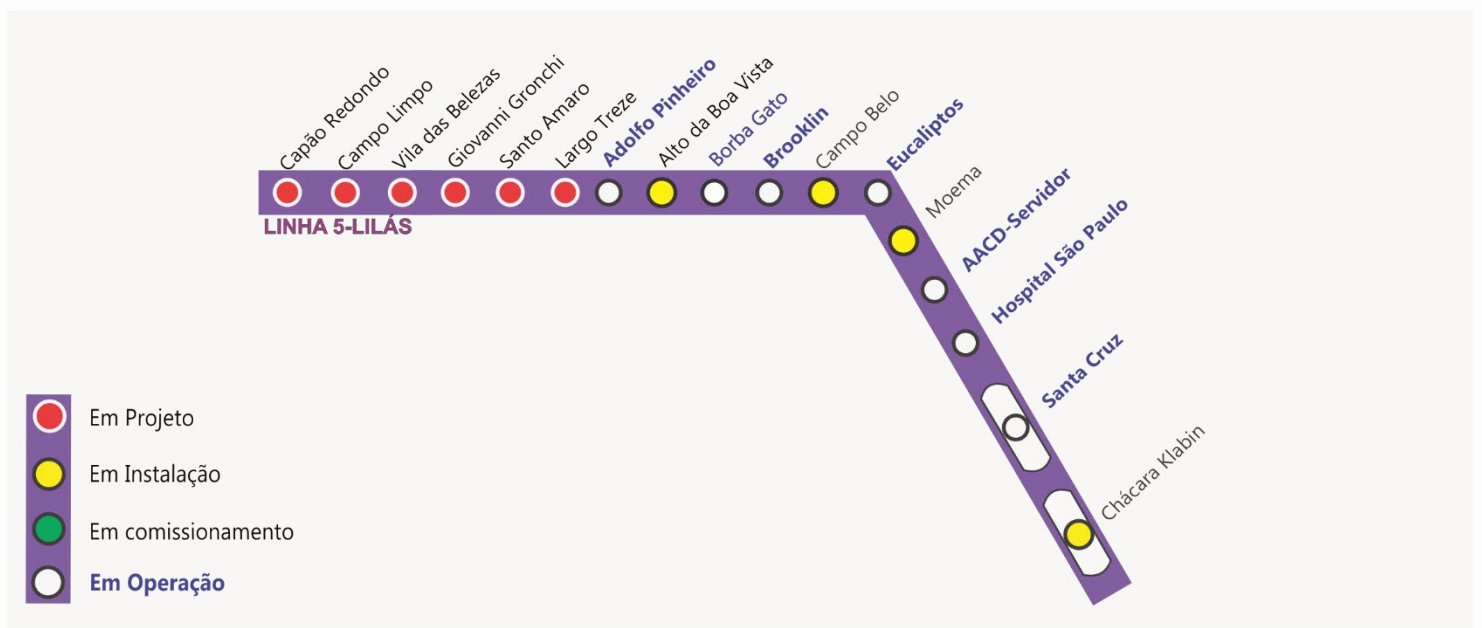 Capão Redondo
Campo Limpo
Vila das Belezas
Giovanni Gronchi
Santo Amaro
Largo Treze
Adolfo Pinheiro
Alto da Boa Vista
Borba Gato
Brooklin
Campo Belo
Eucaliptos
Moema
AACD-Servidor
Hospital São Paulo
Santa Cruz
Chácara Klabin
LINHA 5-LILÁS
Em Projeto
Em Instalação
Em comissionamento
Em Operação